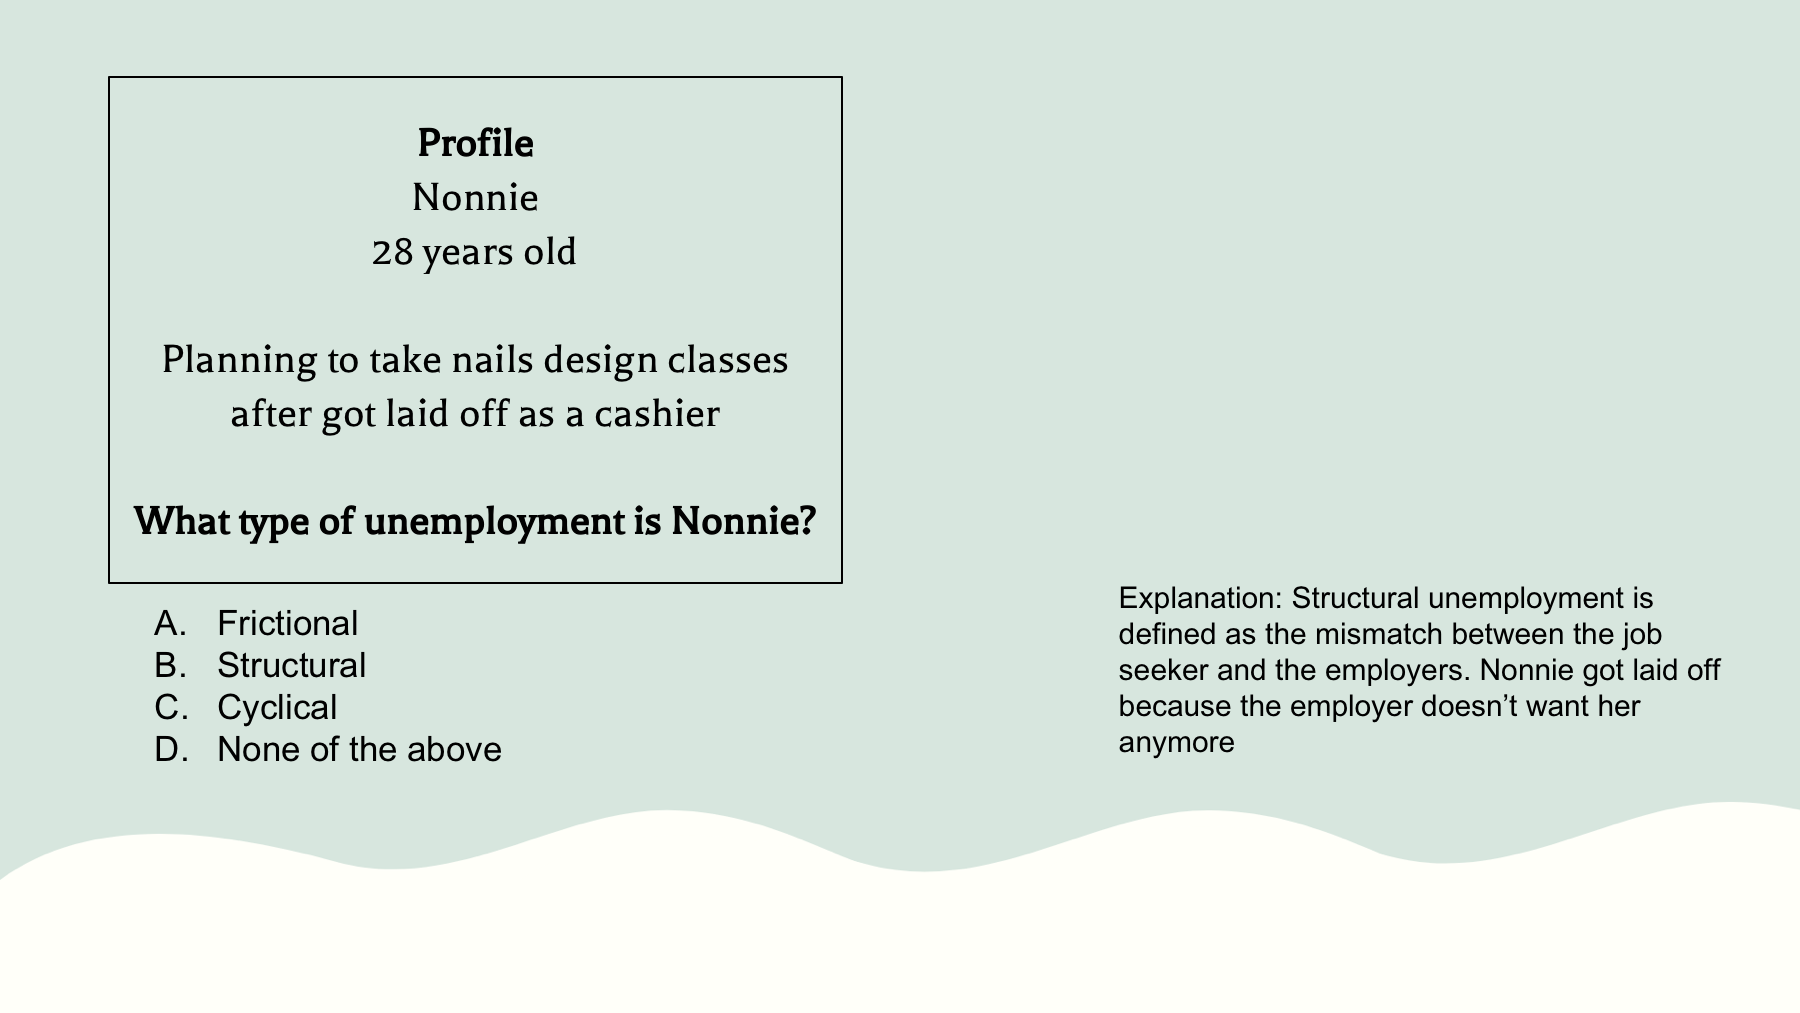 Profile
Nonnie
28 years old
Planning to take nails design classes
after got laid off as a cashier
What type of unemployment is Nonnie?
A. Frictional
B. Structural
C. Cyclical
D. None of the above
Explanation: Structural unemployment is
defined as the mismatch between the job
seeker and the employers. Nonnie got laid off
because the employer doesn’t want her
anymore